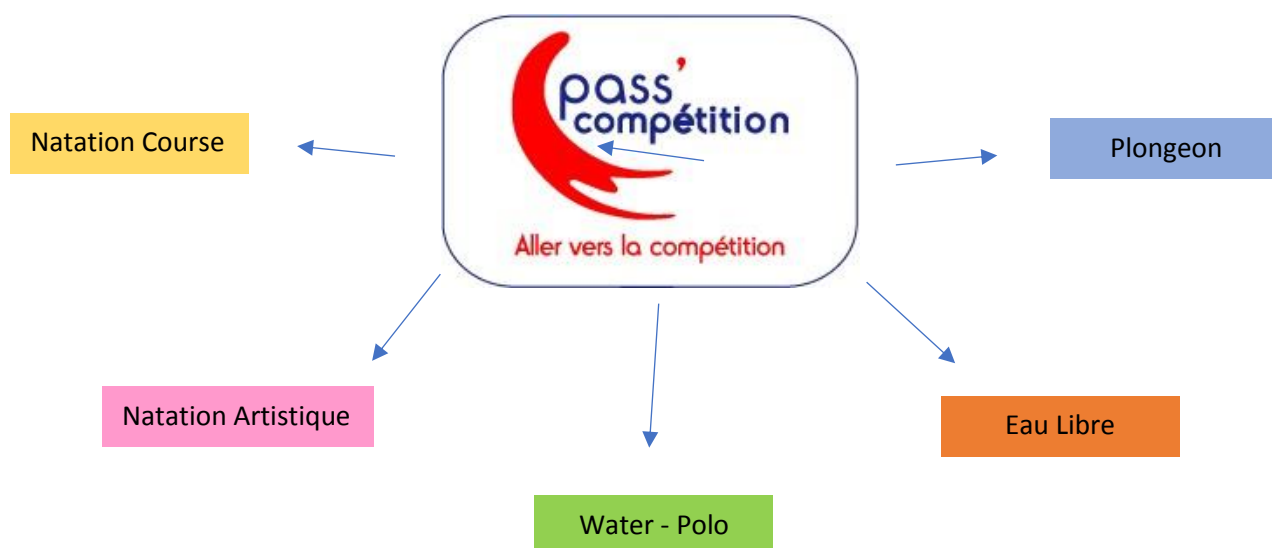 pass'
compétition
Aller vers la compétition
Natation Course
Plongeon
Natation Artistique
Eau Libre
Water - Polo